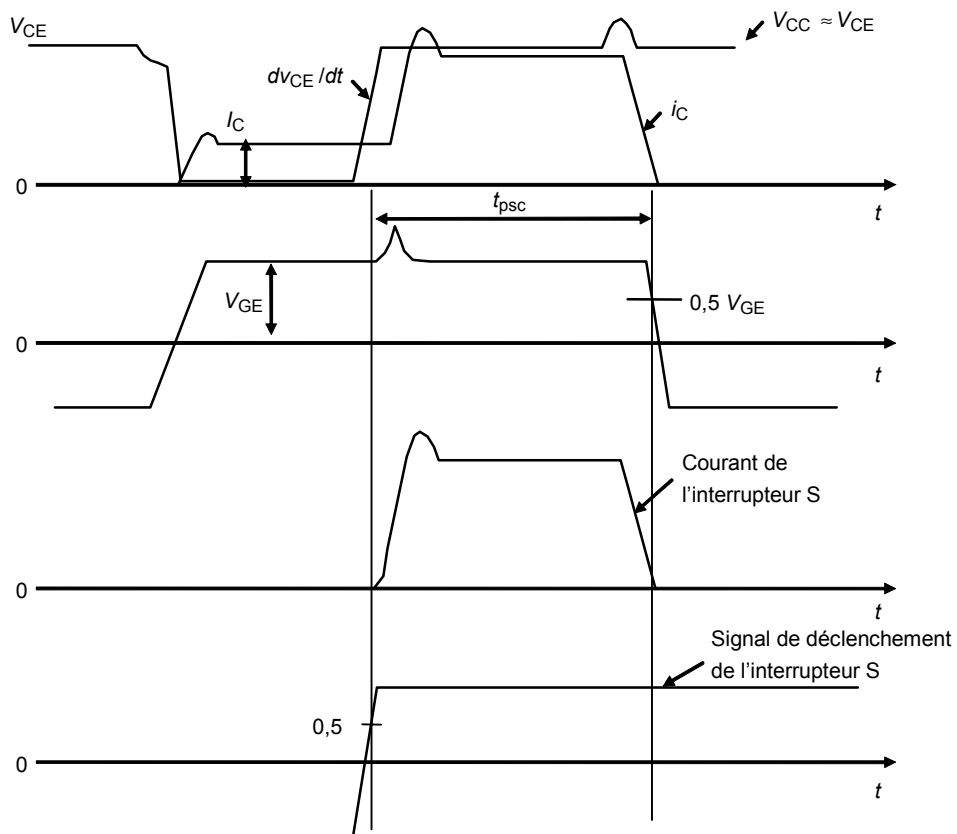 VCE
VCC ≈ VCE
dvCE /dt
IC
iC
0
t
tpsc
VGE
0,5 VGE
0
t
Courant de
l'interrupteur S
0
t
Signal de déclenchement
de l'interrupteur S
0,5
0
t